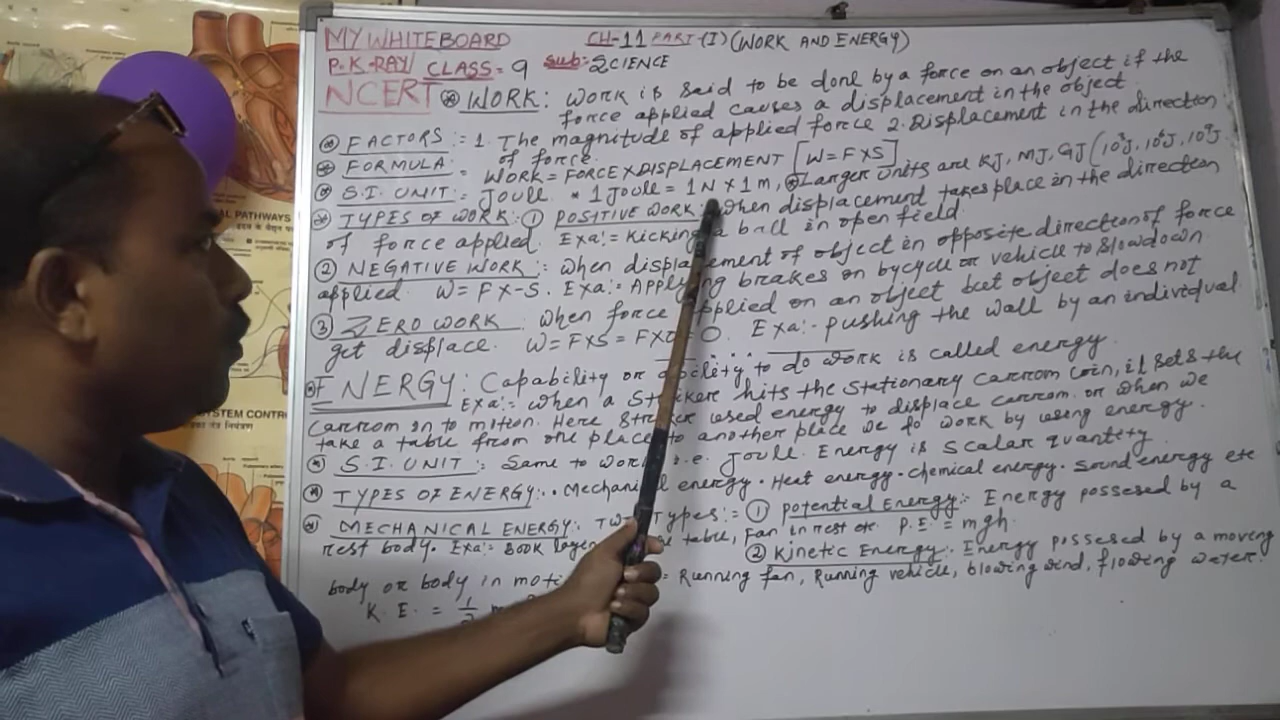 MY WHITEBOARD CH-11 PART (I) (WORK AND ENERGY)
P.K.RAY CLASS = 9 sub: SCIENCE
NCERT WORK: Work is said to be done by a force on an object if the
force applied causes a displacement in the object.
FACTORS := 1. The magnitude of applied force 2. Displacement in the direction
of force.
FORMULA = WORK = FORCE X DISPLACEMENT [W = F X S]
S.I. UNIT := Joule. * 1 Joule = 1 N X 1 m, Larger units are KJ, MJ, GJ (10³J, 10⁶J, 10⁹J.
TYPES OF WORK: ① POSITIVE WORK: When displacement takes place in the direction
of force applied. Exa:= Kicking a ball in open field.
② NEGATIVE WORK:: When displacement of object in opposite direction of force
applied. W = F X -S. Exa:= Applying brakes on bycycle or vehicle to slowdown.
③ ZERO WORK: When force applied on an object but object does not
get displace. W = F X S = F X 0 = 0. Exa:- pushing the wall by an individual.
ENERGY: Capability or ability to do work is called energy.
Exa:= When a strikare hits the stationary carrom coin, it sets the
carrom in to motion. Here striker used energy to displace carrom. or when we
take a table from one place to another place we do work by using energy.
S.I. UNIT: Same to work i.e. Joule. Energy is scalar quantity.
TYPES OF ENERGY:. . Mechanical energy. Heat energy. chemical energy. Sound energy etc
MECHANICAL ENERGY: Types:= ① potential Energy:- Energy possesed by a
rest body. Exa:= Book table, Fan in rest etc. P.E. = mgh.
② Kinetic Energy:. Energy possesed by a moving
body or body in = Running fan, Running vehicle, blowing wind, flowing water.
K.E. = ½ m
PATHWAYS
SYSTEM
तंत्र नियंत्रण